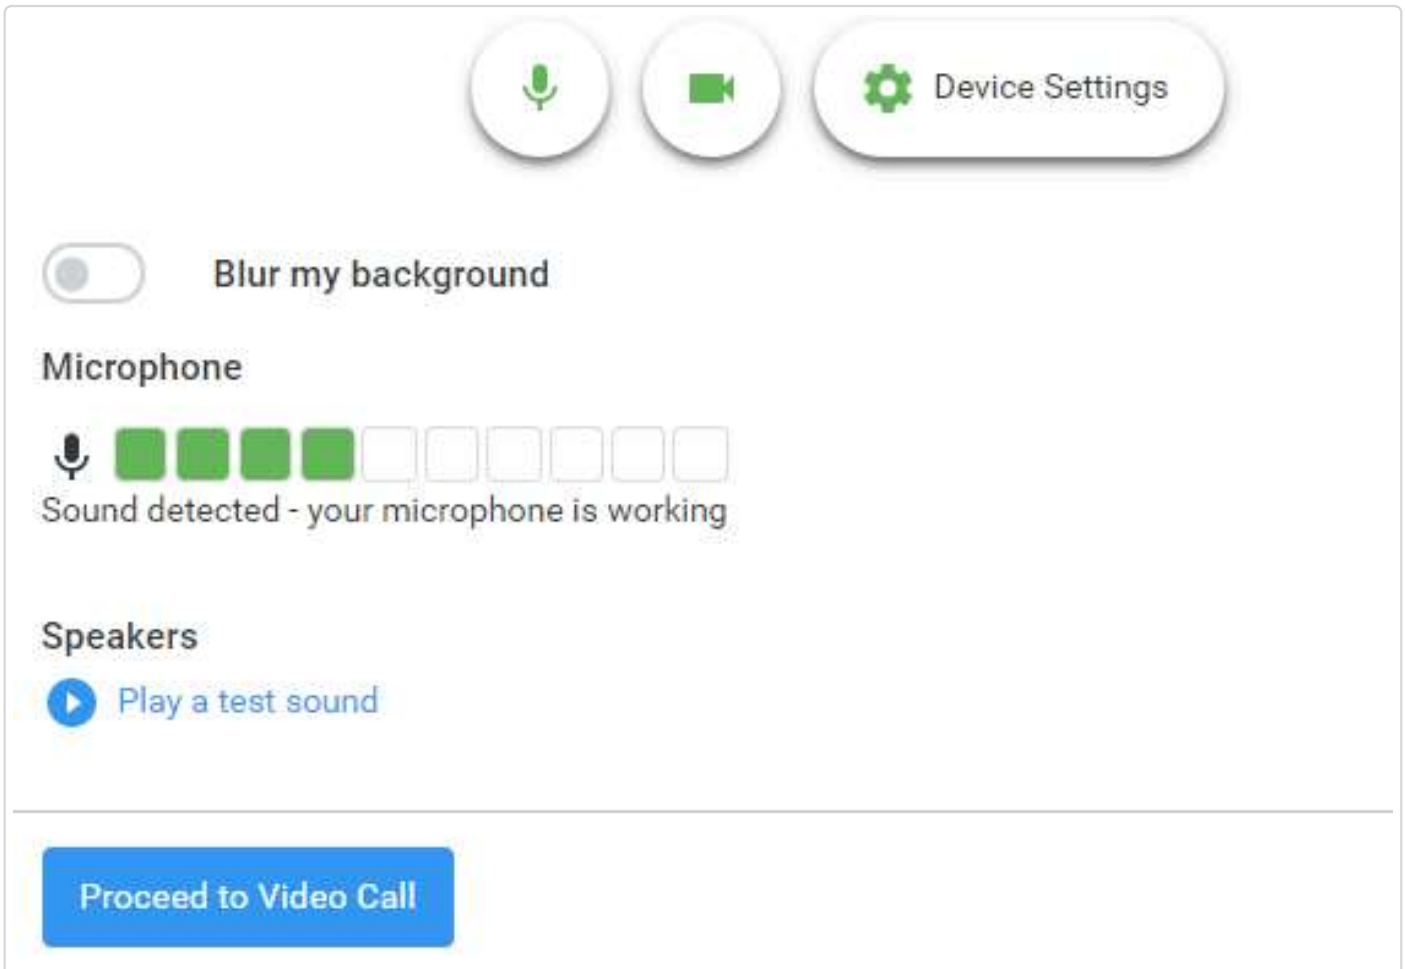 Device Settings
Blur my background
Microphone
Sound detected - your microphone is working
Speakers
Play a test sound
Proceed to Video Call